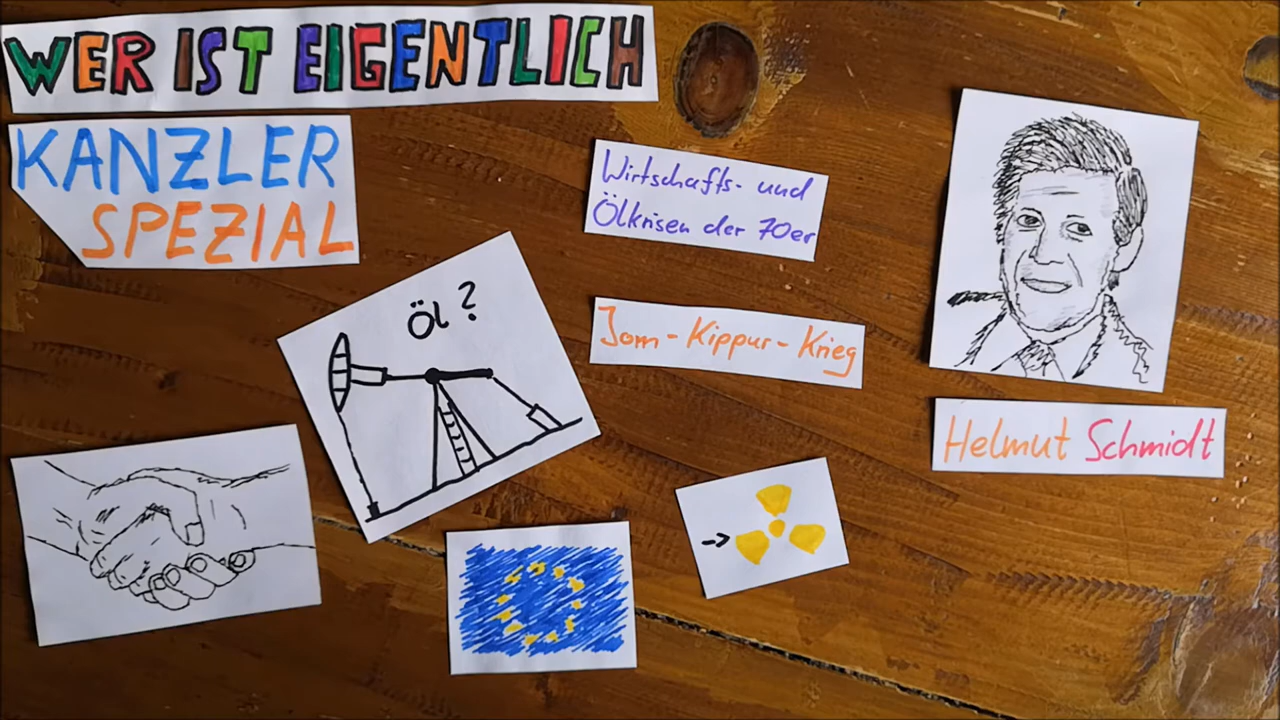 WER IST EIGENTLICH
KANZLER
SPEZIAL
Wirtschafts- und
Ölkrisen der 70er
Öl?
Jom-Kippur-Krieg
Helmut Schmidt